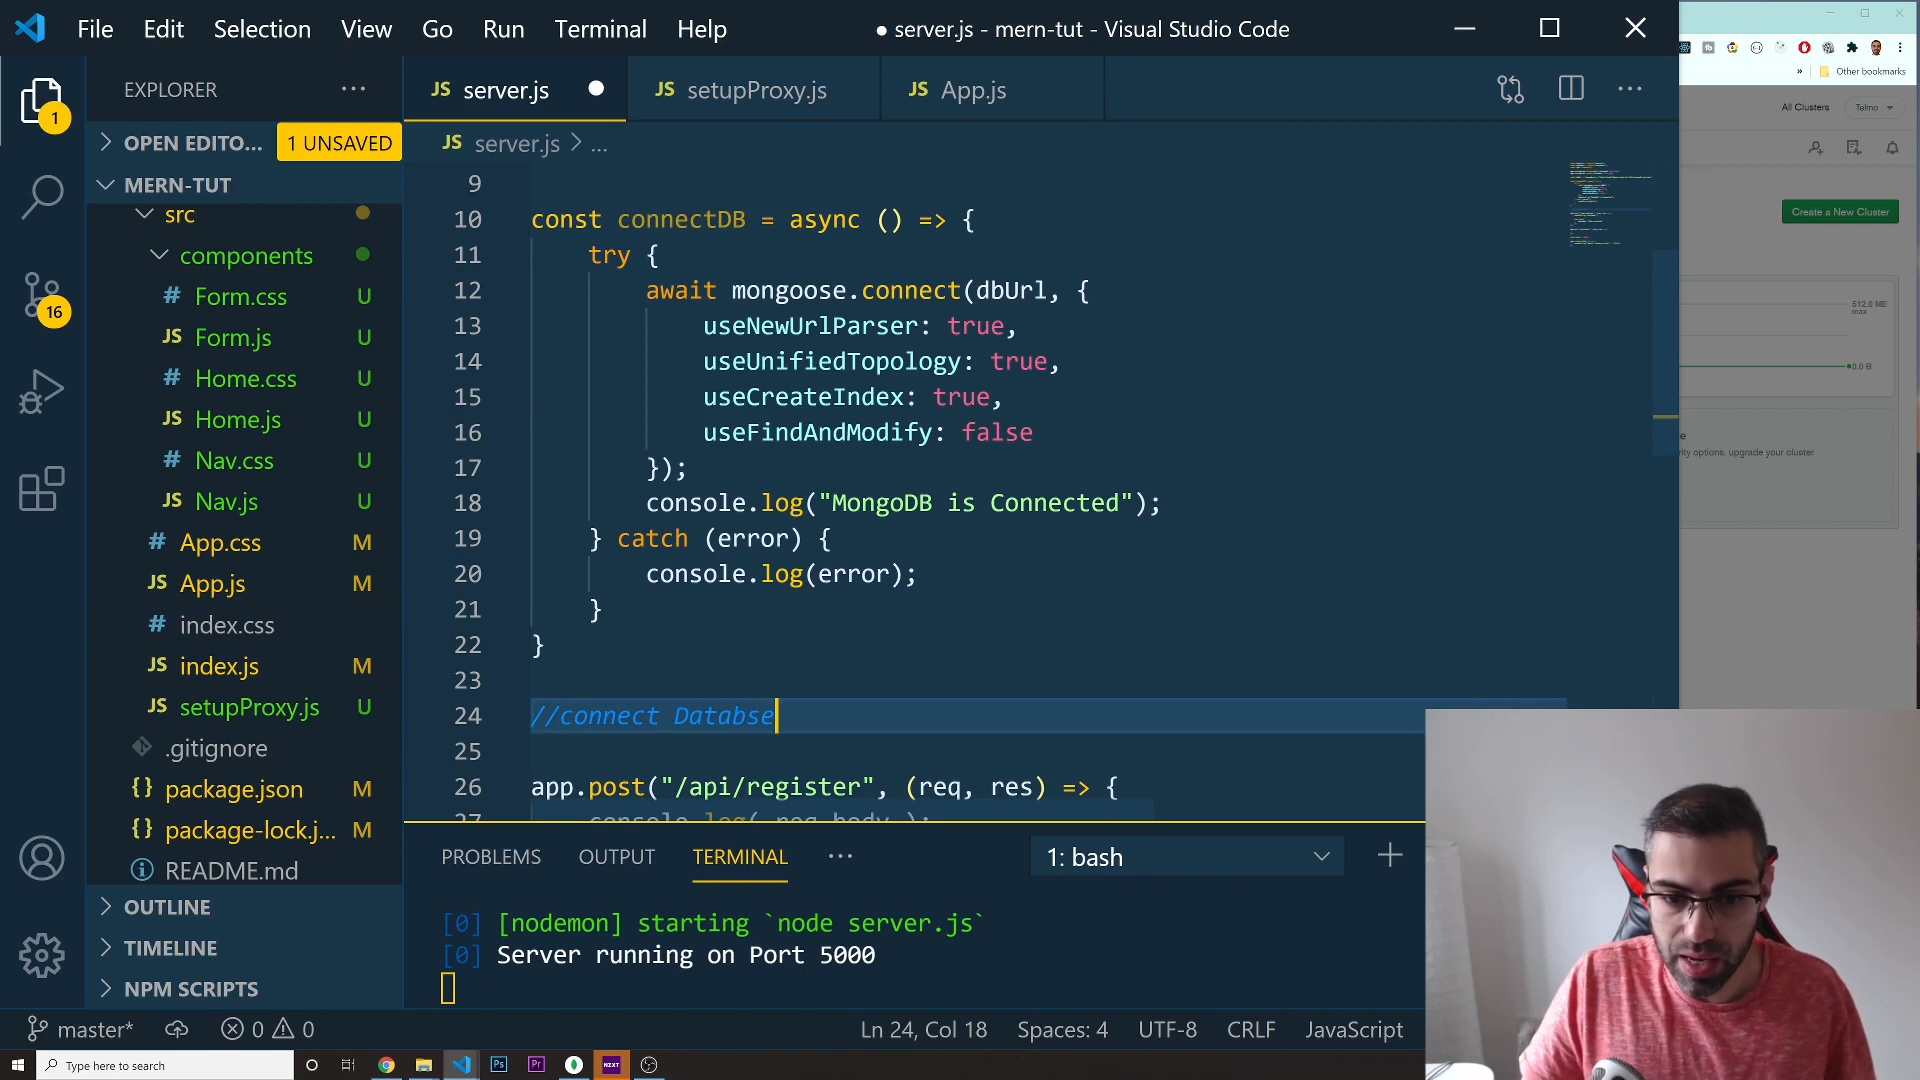 File Edit Selection View Go Run Terminal Help
● server.js - mern-tut - Visual Studio Code
EXPLORER ···
OPEN EDITO... 1 UNSAVED
MERN-TUT
src
components
# Form.css U
JS Form.js U
# Home.css U
JS Home.js U
# Nav.css U
JS Nav.js U
# App.css M
JS App.js M
# index.css
JS index.js M
JS setupProxy.js U
.gitignore
{} package.json M
{} package-lock.j... M
README.md
OUTLINE
TIMELINE
NPM SCRIPTS
1
16
JS server.js
JS setupProxy.js
JS App.js
JS server.js > ...
9
10 const connectDB = async () => {
11 try {
12 await mongoose.connect(dbUrl, {
13 useNewUrlParser: true,
14 useUnifiedTopology: true,
15 useCreateIndex: true,
16 useFindAndModify: false
17 });
18 console.log("MongoDB is Connected");
19 } catch (error) {
20 console.log(error);
21 }
22 }
23
24 //connect Databse
25
26 app.post("/api/register", (req, res) => {
27 console.log( req.body );
PROBLEMS OUTPUT TERMINAL ··· 1: bash
[0] [nodemon] starting `node server.js`
[0] Server running on Port 5000
master* 0 0 Ln 24, Col 18 Spaces: 4 UTF-8 CRLF JavaScript
Type here to search
Ps Pr NZXT
» Other bookmarks
All Clusters Telmo
Create a New Cluster
512.0 MB
max
0.0 B
rity options, upgrade your cluster